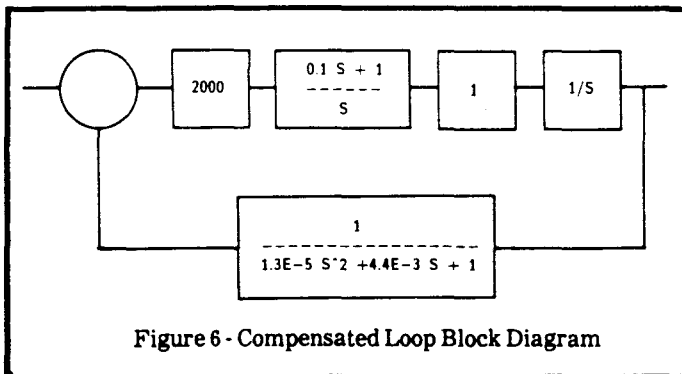 2000
0.1 S + 1
-------
S
1
1/S
1
------------------------
1.3E-5 S^2 +4.4E-3 S + 1
Figure 6 - Compensated Loop Block Diagram